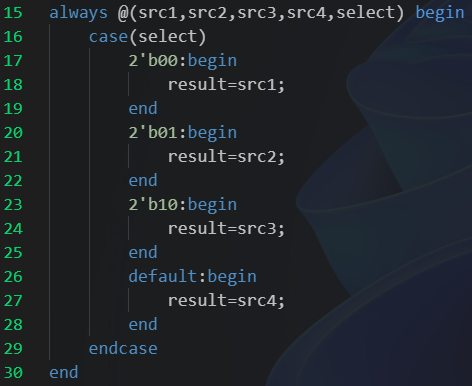 15 always @(src1,src2,src3,src4,select) begin
16     case(select)
17         2'b00:begin
18             result=src1;
19         end
20         2'b01:begin
21             result=src2;
22         end
23         2'b10:begin
24             result=src3;
25         end
26         default:begin
27             result=src4;
28         end
29     endcase
30 end